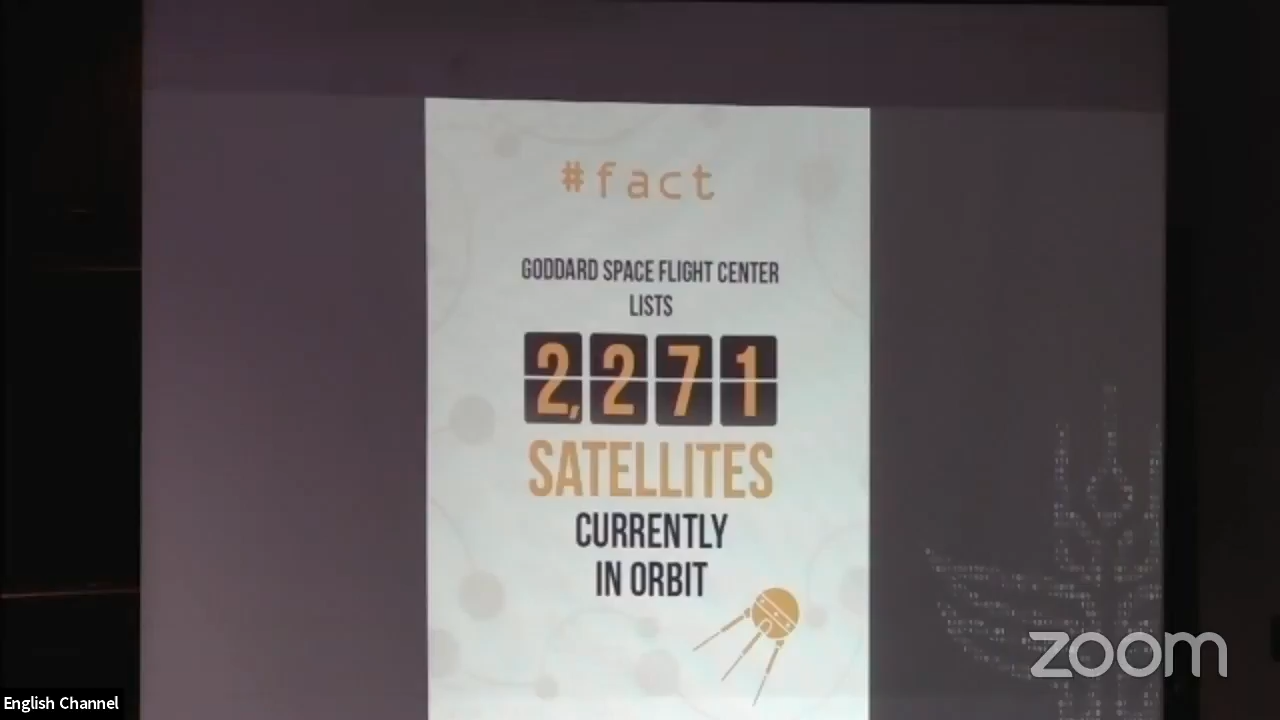 #fact
GODDARD SPACE FLIGHT CENTER
LISTS
2,271
SATELLITES
CURRENTLY
IN ORBIT
zoom
English Channel